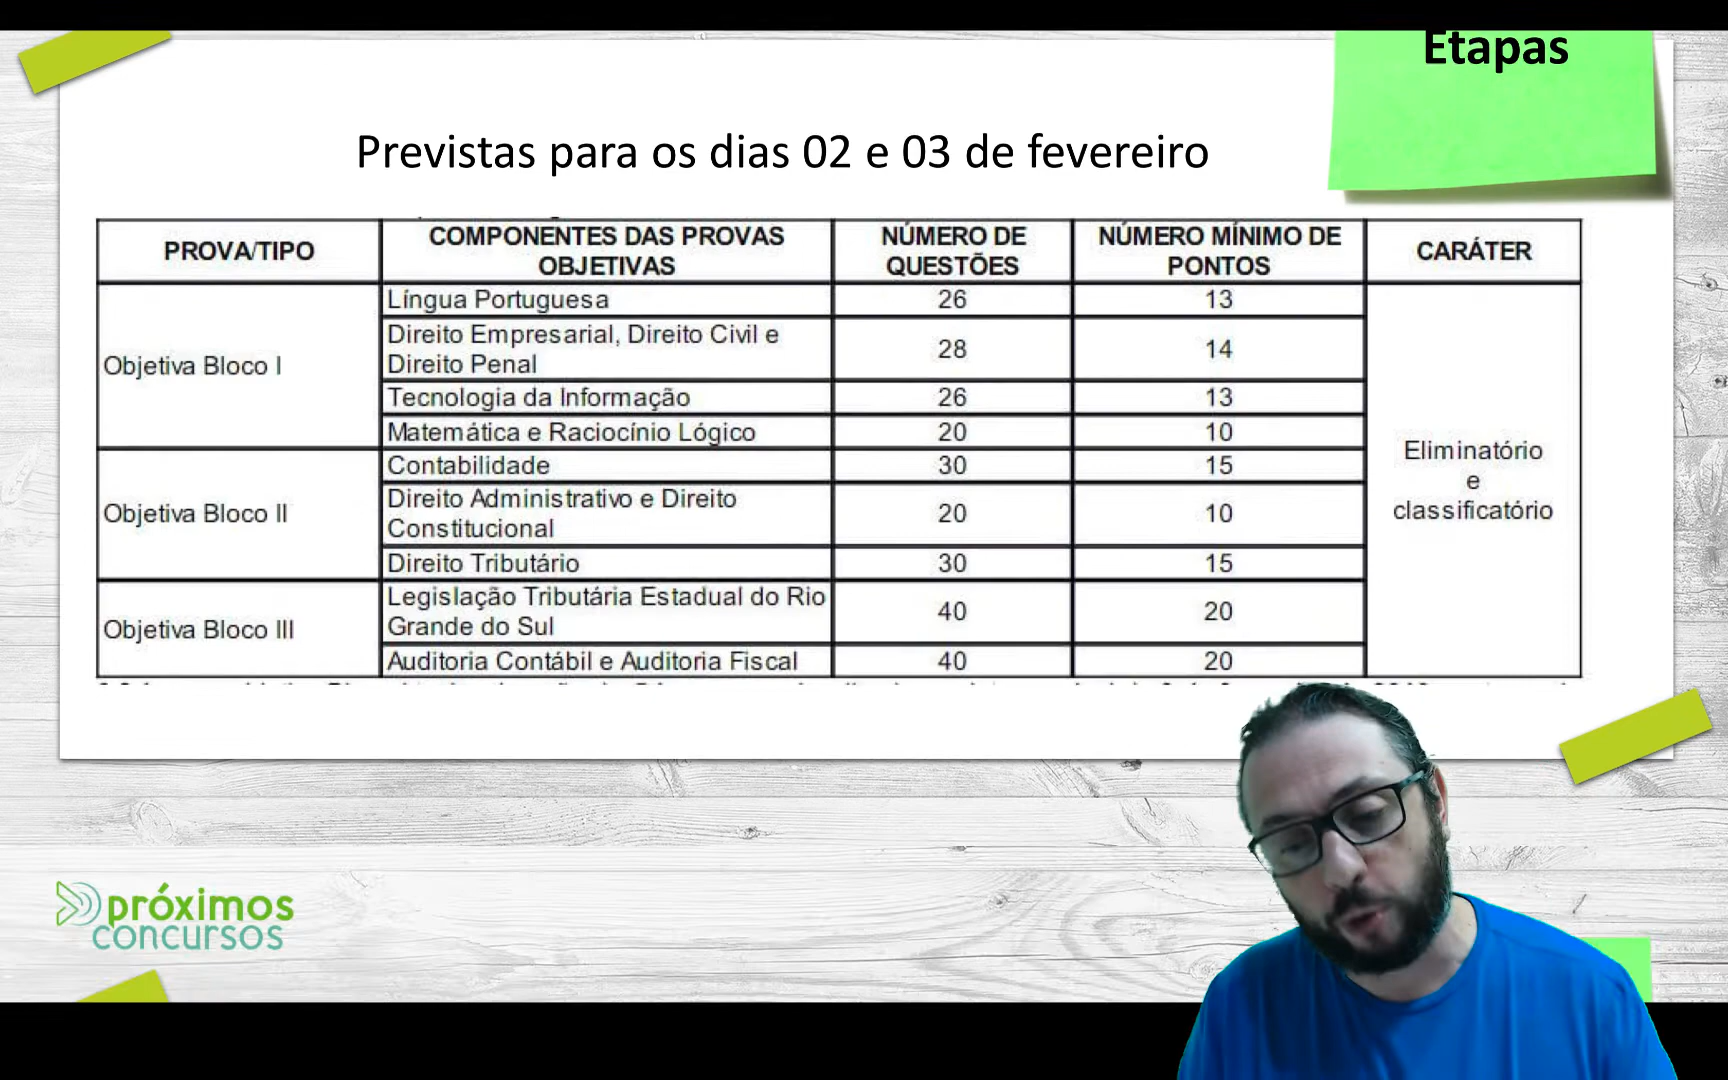 Etapas
Previstas para os dias 02 e 03 de fevereiro
PROVA/TIPO
COMPONENTES DAS PROVAS
OBJETIVAS
NÚMERO DE
QUESTÕES
NÚMERO MÍNIMO DE
PONTOS
CARÁTER
Objetiva Bloco I
Língua Portuguesa
26
13
Direito Empresarial, Direito Civil e
Direito Penal
28
14
Tecnologia da Informação
26
13
Matemática e Raciocínio Lógico
20
10
Objetiva Bloco II
Contabilidade
30
15
Direito Administrativo e Direito
Constitucional
20
10
Direito Tributário
30
15
Objetiva Bloco III
Legislação Tributária Estadual do Rio
Grande do Sul
40
20
Auditoria Contábil e Auditoria Fiscal
40
20
Eliminatório
e
classificatório
próximos
concursos